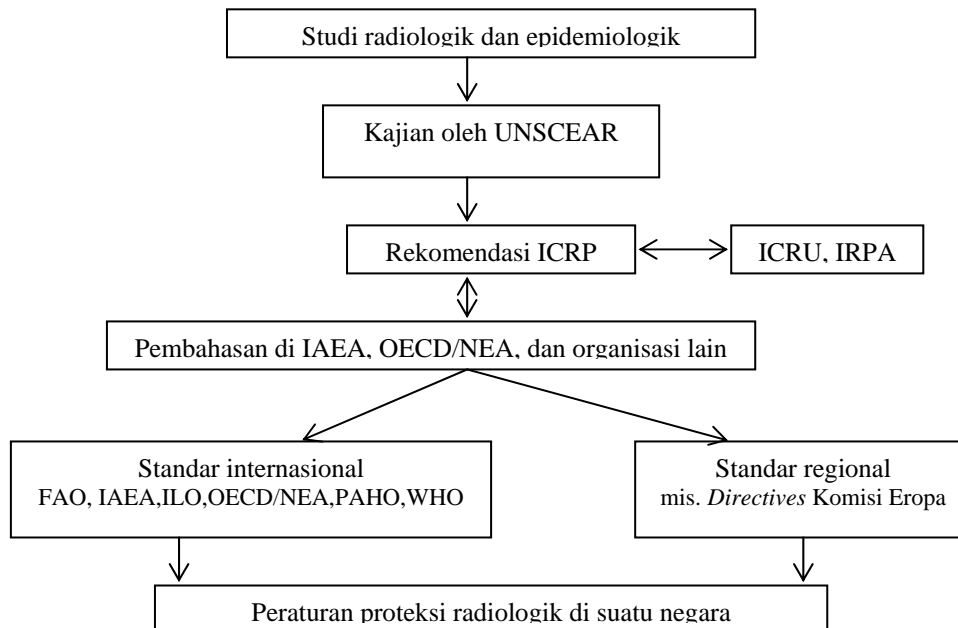 Studi radiologik dan epidemiologik
Kajian oleh UNSCEAR
Rekomendasi ICRP
ICRU, IRPA
Pembahasan di IAEA, OECD/NEA, dan organisasi lain
Standar internasional
FAO, IAEA,ILO,OECD/NEA,PAHO,WHO
Standar regional
mis. Directives Komisi Eropa
Peraturan proteksi radiologik di suatu negara